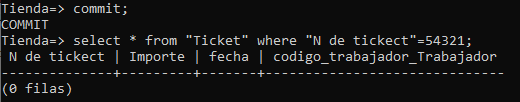 Tienda=> commit;
COMMIT
Tienda=> select * from "Ticket" where "N de tickect"=54321;
 N de tickect | Importe | fecha | codigo_trabajador_Trabajador
--------------+---------+-------+------------------------------
(0 filas)